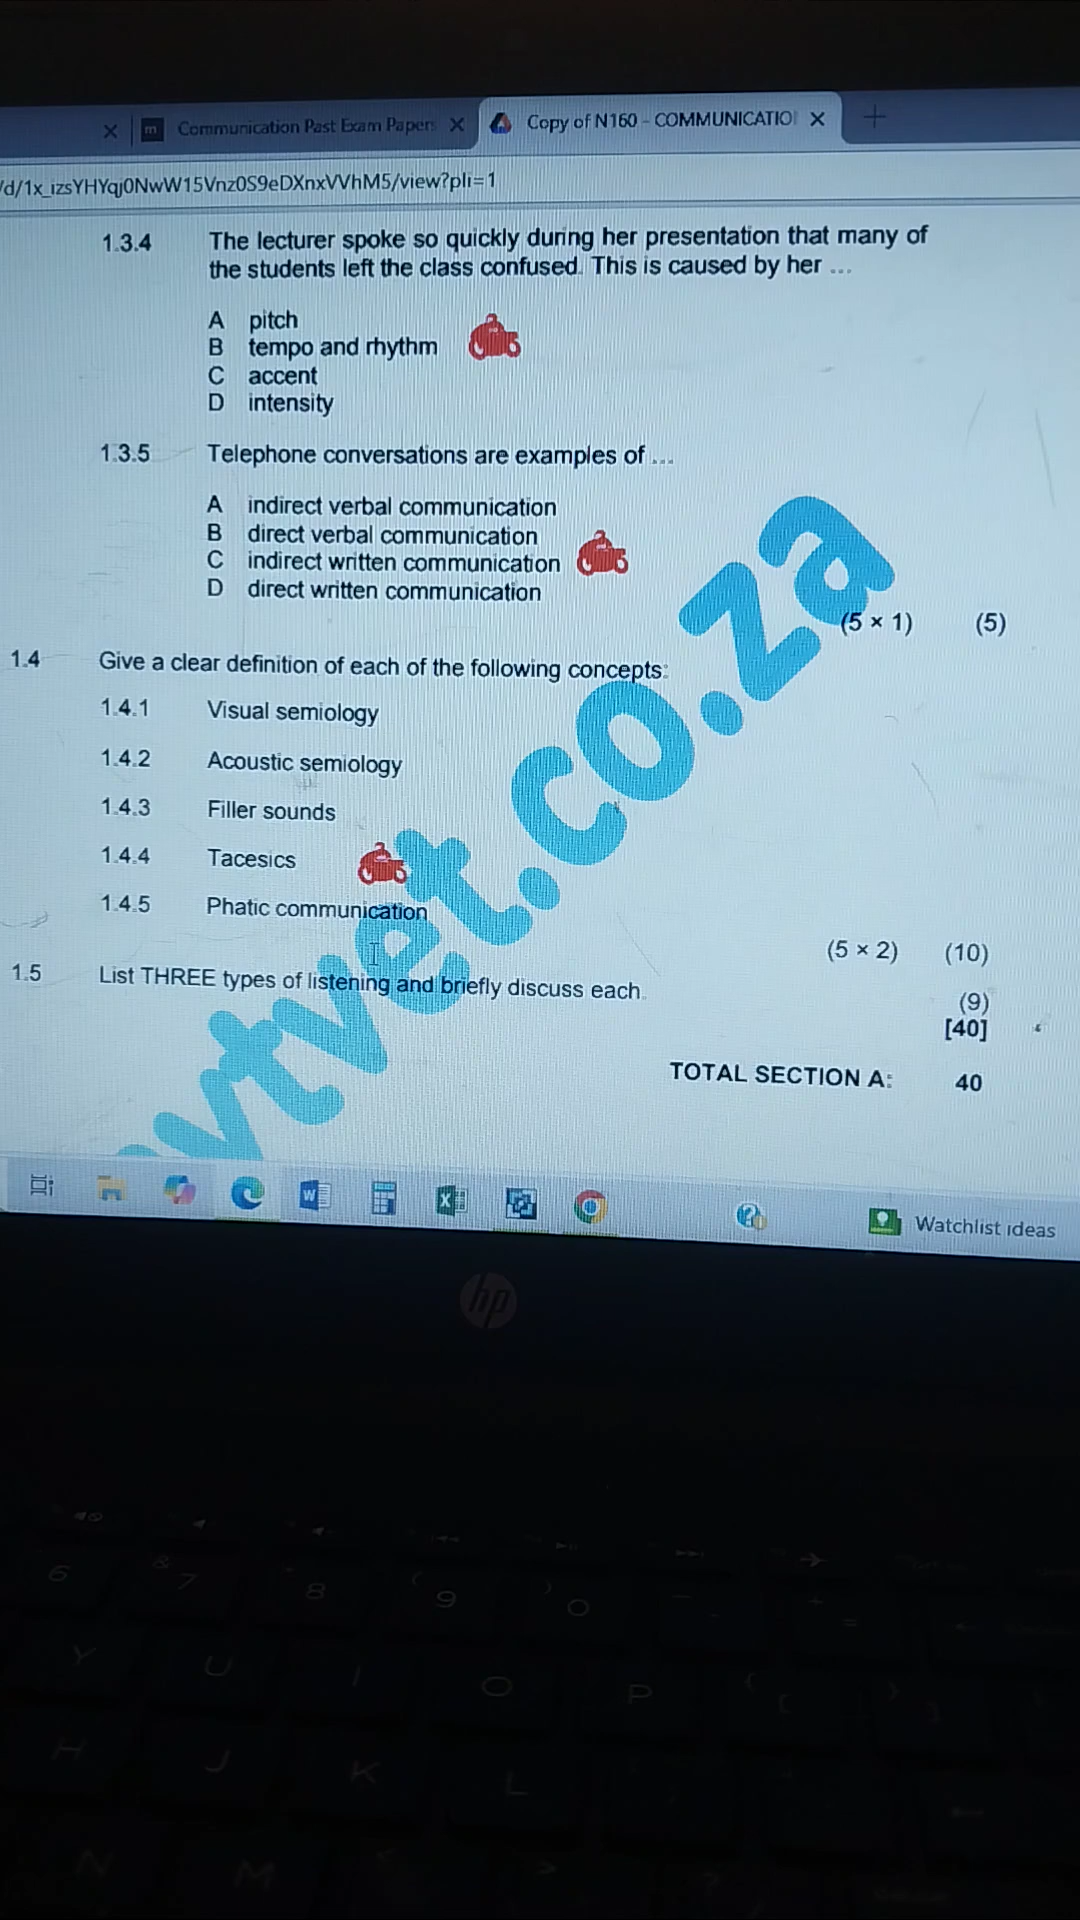 Communication Past Exam Papers
Copy of N160 - COMMUNICATIO
/d/1x_izsYHYqj0NwW15Vnz0S9eDXnxVVhM5/view?pli=1
1.3.4 The lecturer spoke so quickly during her presentation that many of
the students left the class confused. This is caused by her ...
A pitch
B tempo and rhythm
C accent
D intensity
1.3.5 Telephone conversations are examples of ...
A indirect verbal communication
B direct verbal communication
C indirect written communication
D direct written communication
(5 × 1) (5)
1.4 Give a clear definition of each of the following concepts:
1.4.1 Visual semiology
1.4.2 Acoustic semiology
1.4.3 Filler sounds
1.4.4 Tacesics
1.4.5 Phatic communication
(5 × 2) (10)
1.5 List THREE types of listening and briefly discuss each.
(9)
[40]
TOTAL SECTION A: 40
vtvet.co.za
Watchlist ideas
hp
6 & 7 8 ( 9 ) 0 - + =
Y U I O P { [ }
H J K L
N M < > ?